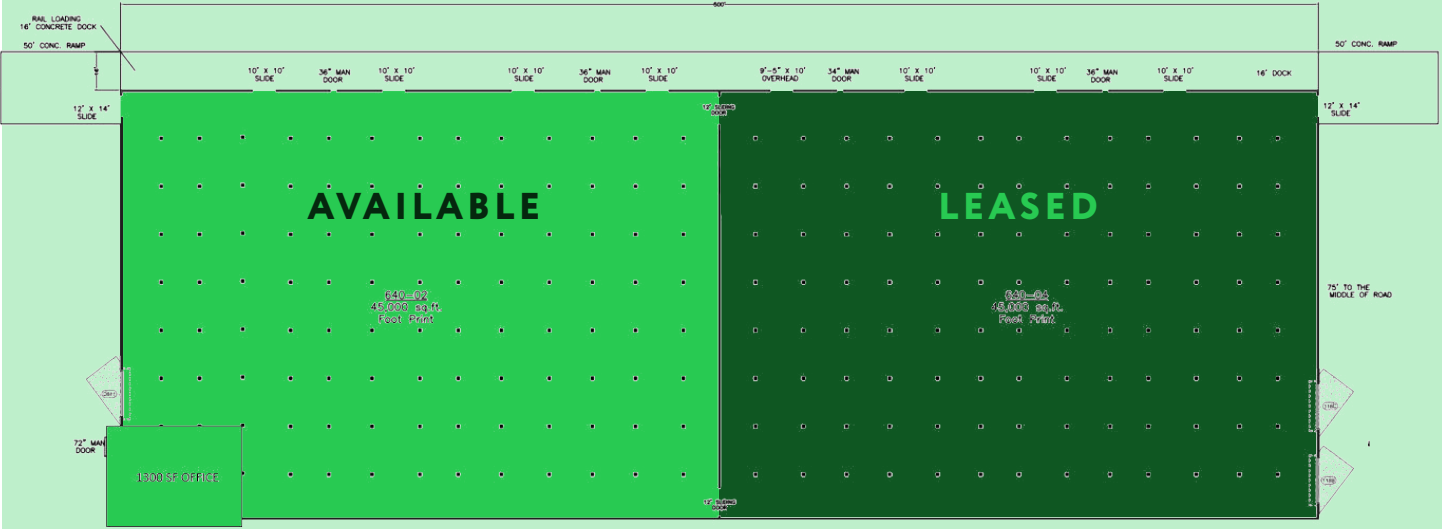 600'
RAIL LOADING
16' CONCRETE DOCK
50' CONC. RAMP
50' CONC. RAMP
10' X 10'
SLIDE
36" MAN
DOOR
10' X 10'
SLIDE
10' X 10'
SLIDE
36" MAN
DOOR
10' X 10'
SLIDE
9'-5" X 10'
OVERHEAD
34" MAN
DOOR
10' X 10'
SLIDE
10' X 10'
SLIDE
36" MAN
DOOR
10' X 10'
SLIDE
16' DOCK
12' X 14'
SLIDE
12' SLIDING
DOOR
12' X 14'
SLIDE
AVAILABLE
LEASED
640-02
45,000 sq.ft.
Foot Print
640-04
45,000 sq.ft.
Foot Print
75' TO THE
MIDDLE OF ROAD
72" MAN
DOOR
1300 SF OFFICE
12' SLIDING
DOOR